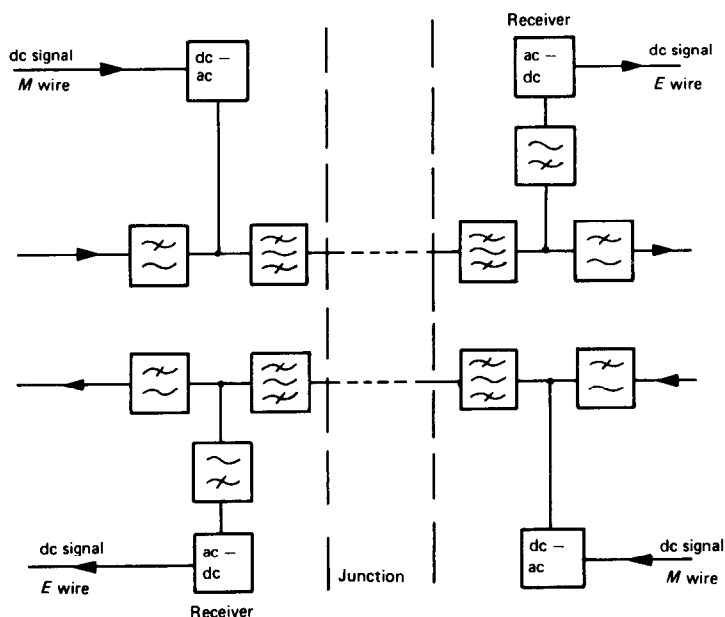 Receiver
dc signal
M wire
dc –
ac
ac –
dc
dc signal
E wire
dc signal
E wire
ac –
dc
Receiver
Junction
dc –
ac
dc signal
M wire